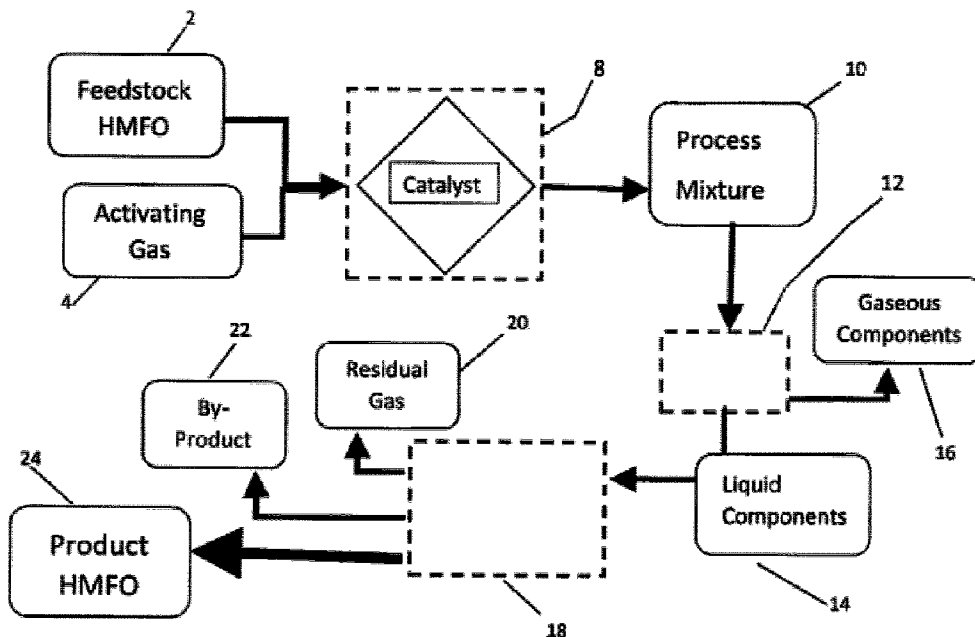 2
Feedstock
HMFO
Activating
Gas
4
8
Catalyst
10
Process
Mixture
12
Gaseous
Components
16
Liquid
Components
14
18
20
Residual
Gas
22
By-
Product
24
Product
HMFO